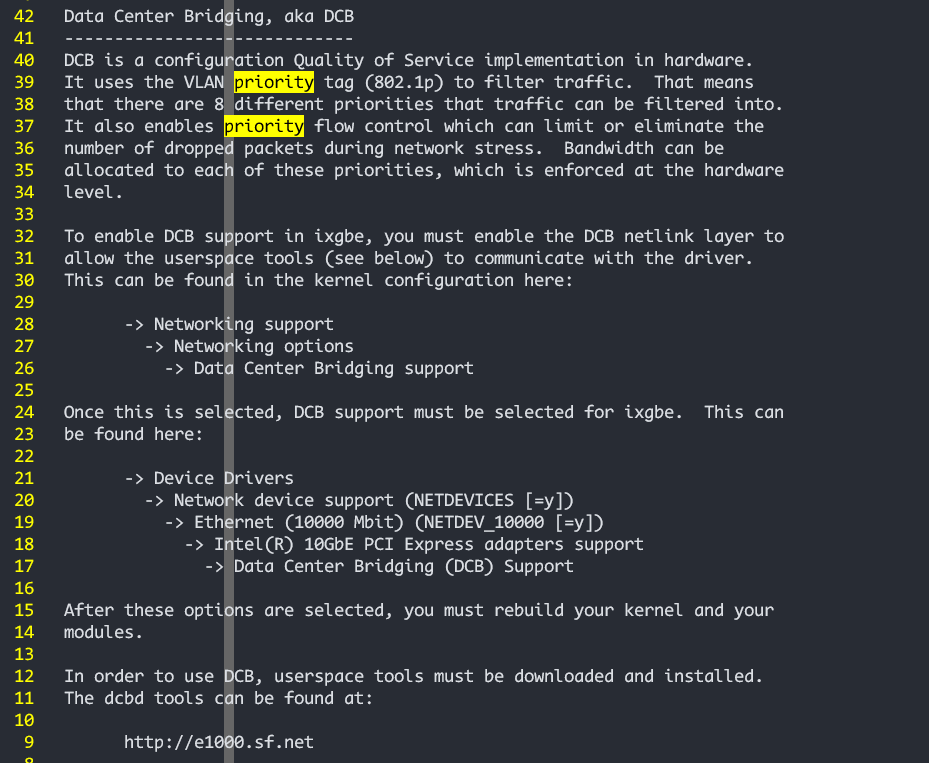 42 Data Center Bridging, aka DCB
41 -----------------------------
40 DCB is a configuration Quality of Service implementation in hardware.
39 It uses the VLAN priority tag (802.1p) to filter traffic.  That means
38 that there are 8 different priorities that traffic can be filtered into.
37 It also enables priority flow control which can limit or eliminate the
36 number of dropped packets during network stress.  Bandwidth can be
35 allocated to each of these priorities, which is enforced at the hardware
34 level.
33
32 To enable DCB support in ixgbe, you must enable the DCB netlink layer to
31 allow the userspace tools (see below) to communicate with the driver.
30 This can be found in the kernel configuration here:
29
28 -> Networking support
27 -> Networking options
26 -> Data Center Bridging support
25
24 Once this is selected, DCB support must be selected for ixgbe.  This can
23 be found here:
22
21 -> Device Drivers
20 -> Network device support (NETDEVICES [=y])
19 -> Ethernet (10000 Mbit) (NETDEV_10000 [=y])
18 -> Intel(R) 10GbE PCI Express adapters support
17 -> Data Center Bridging (DCB) Support
16
15 After these options are selected, you must rebuild your kernel and your
14 modules.
13
12 In order to use DCB, userspace tools must be downloaded and installed.
11 The dcbd tools can be found at:
10
9 http://e1000.sf.net